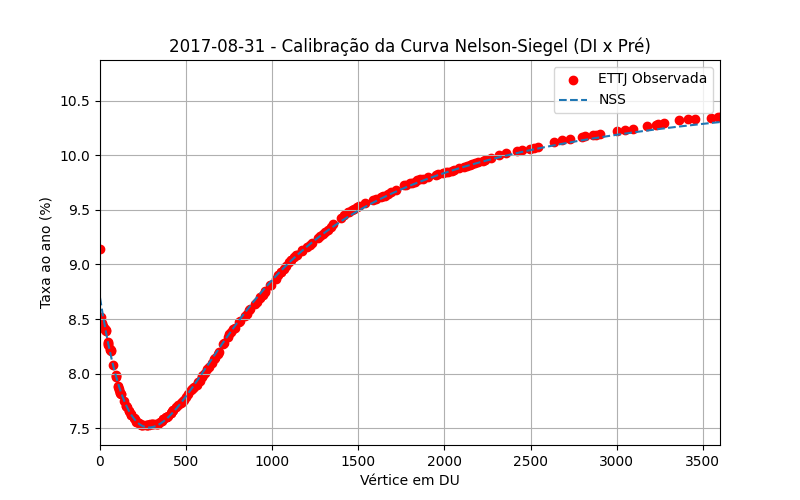 2017-08-31 - Calibração da Curva Nelson-Siegel (DI x Pré)
ETTJ Observada
NSS
Taxa ao ano (%)
10.5
10.0
9.5
9.0
8.5
8.0
7.5
0 500 1000 1500 2000 2500 3000 3500
Vértice em DU